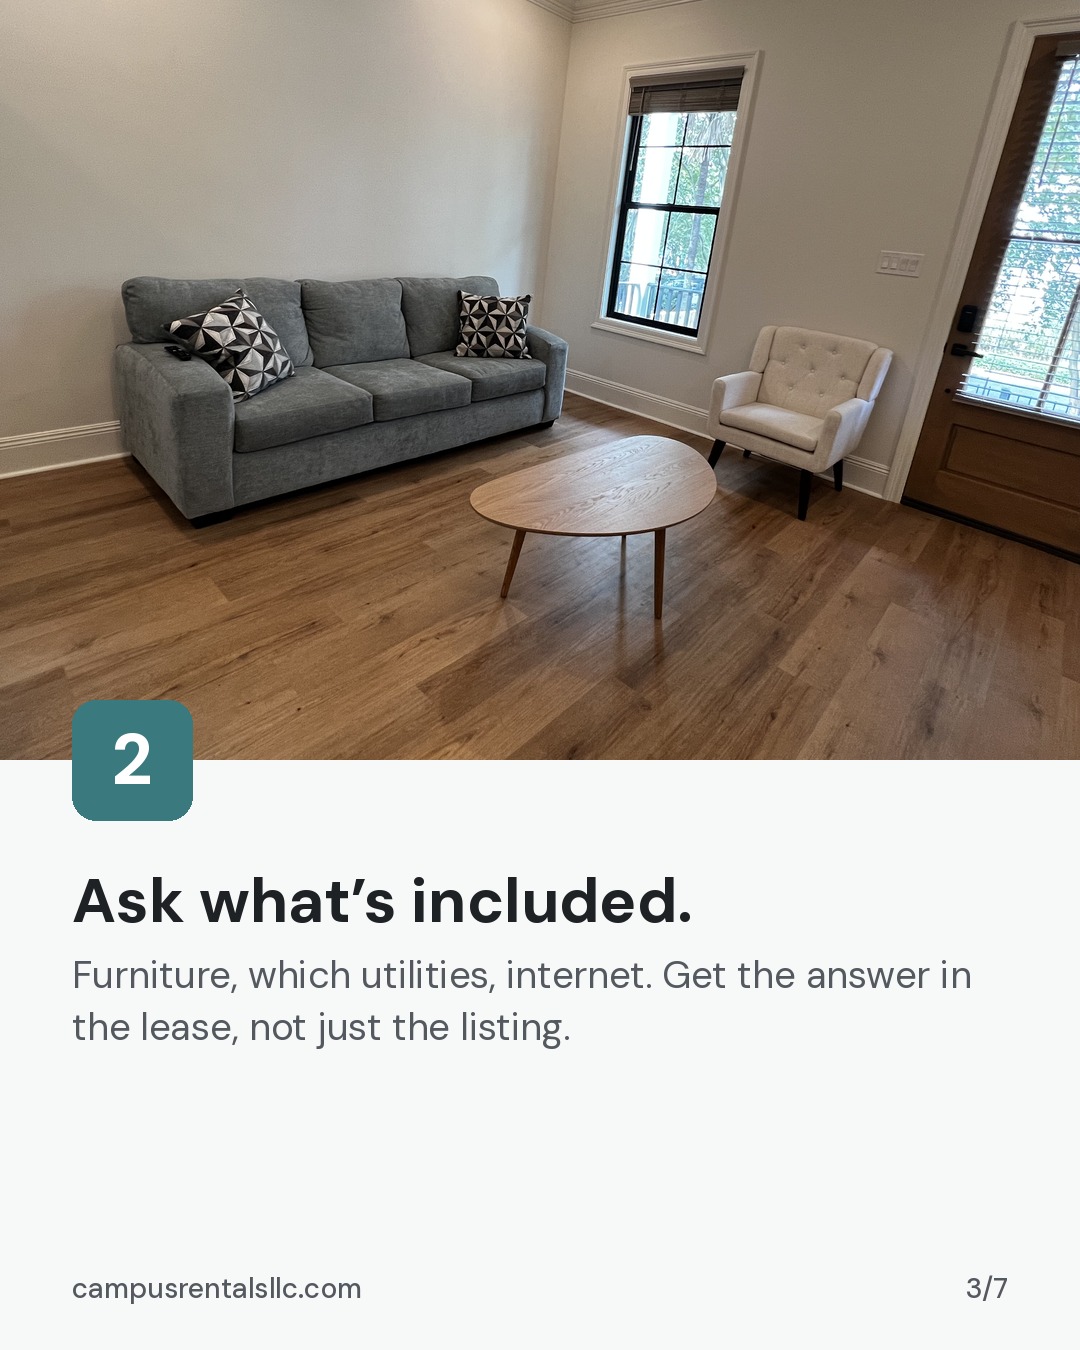 2
Ask what’s included.
Furniture, which utilities, internet. Get the answer in
the lease, not just the listing.
campusrentalsllc.com
3/7